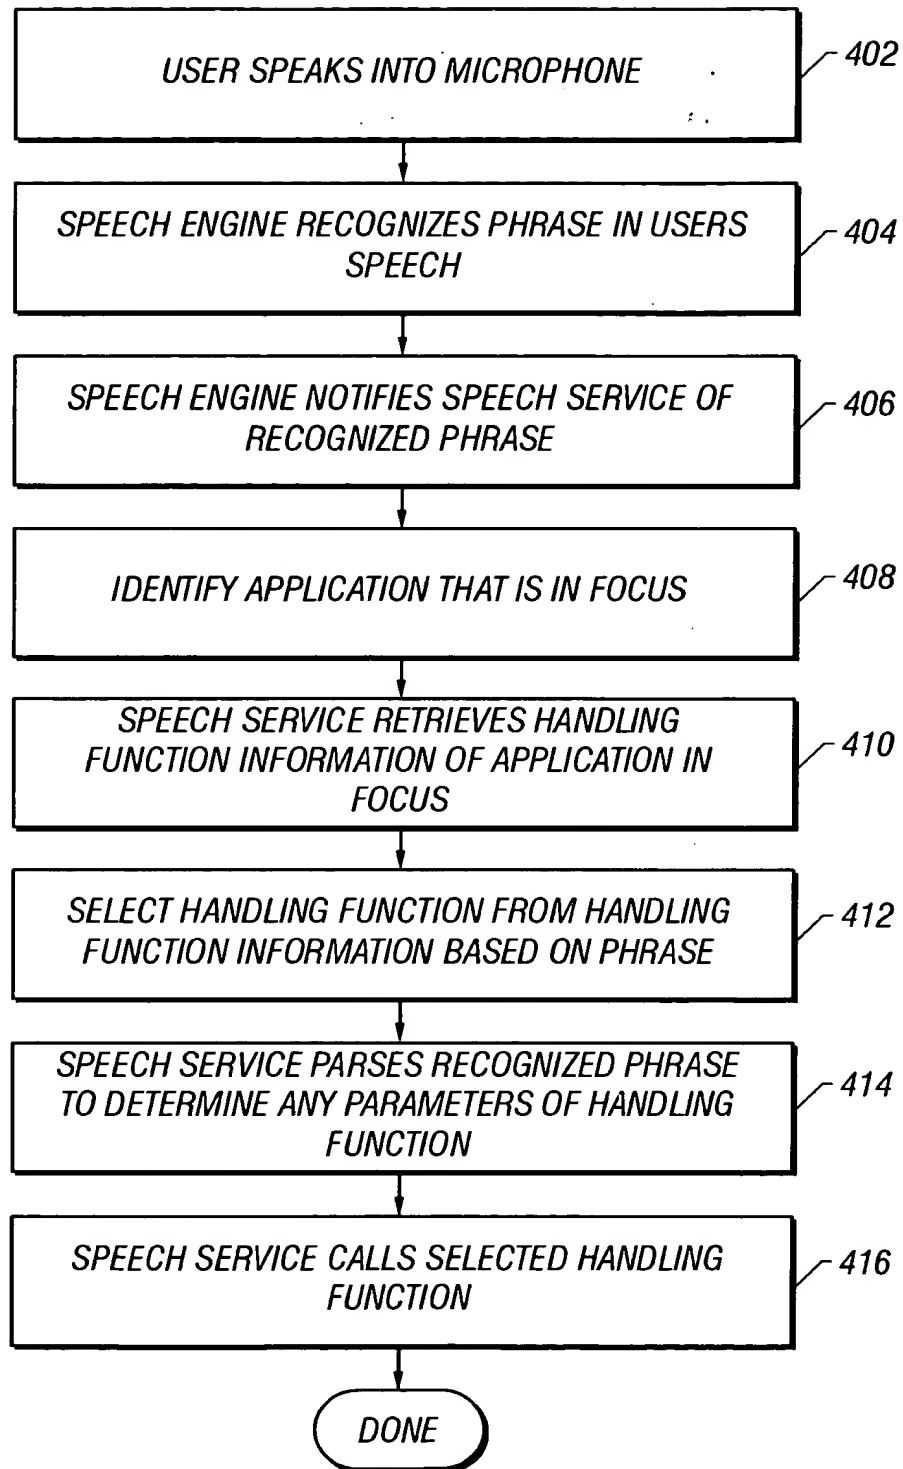 USER SPEAKS INTO MICROPHONE
402
SPEECH ENGINE RECOGNIZES PHRASE IN USERS
SPEECH
404
SPEECH ENGINE NOTIFIES SPEECH SERVICE OF
RECOGNIZED PHRASE
406
IDENTIFY APPLICATION THAT IS IN FOCUS
408
SPEECH SERVICE RETRIEVES HANDLING
FUNCTION INFORMATION OF APPLICATION IN
FOCUS
410
SELECT HANDLING FUNCTION FROM HANDLING
FUNCTION INFORMATION BASED ON PHRASE
412
SPEECH SERVICE PARSES RECOGNIZED PHRASE
TO DETERMINE ANY PARAMETERS OF HANDLING
FUNCTION
414
SPEECH SERVICE CALLS SELECTED HANDLING
FUNCTION
416
DONE